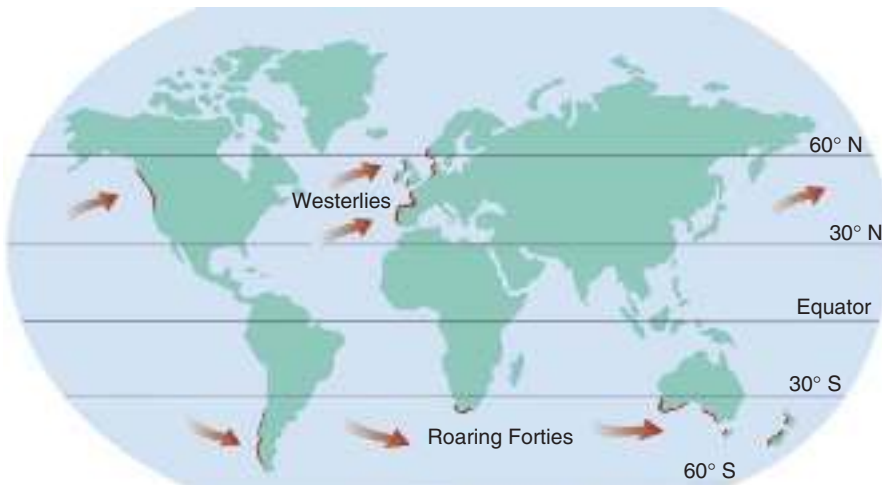 60° N
Westerlies
30° N
Equator
30° S
Roaring Forties
60° S